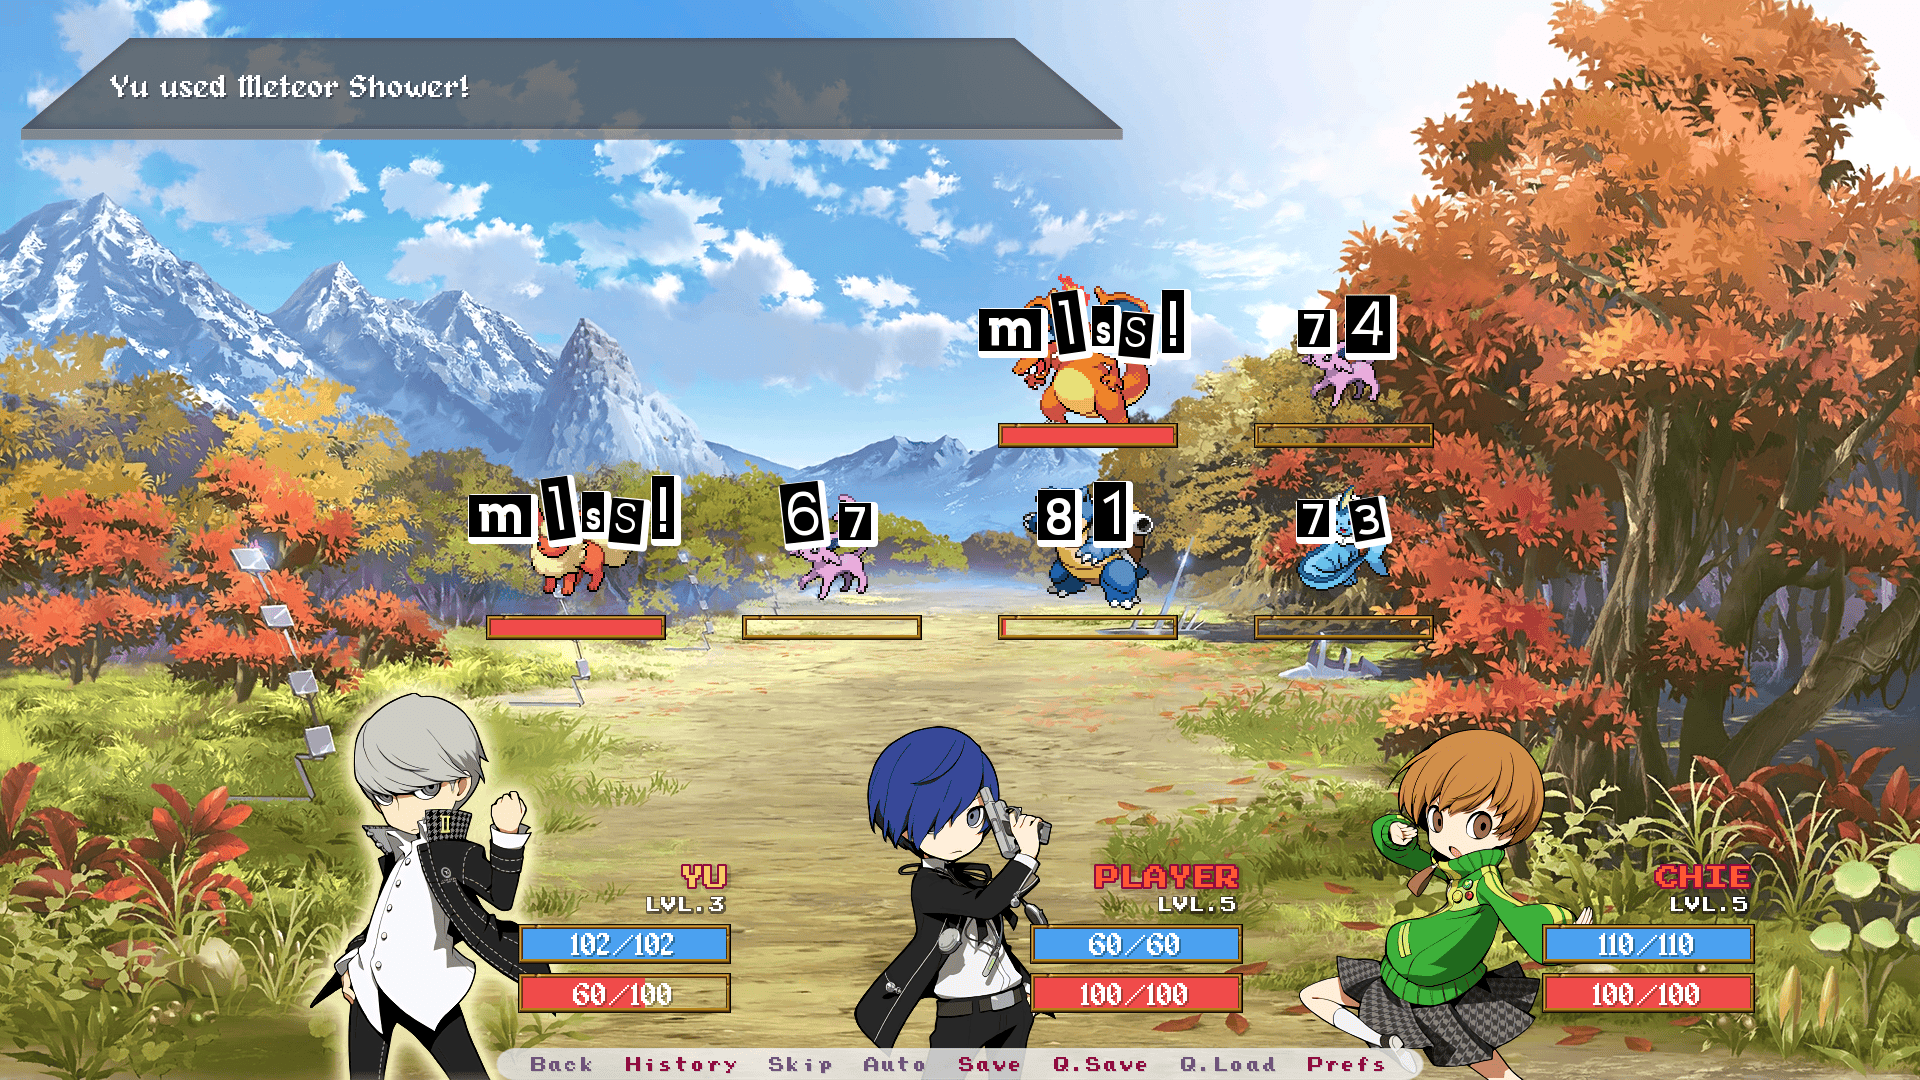 Yu used Meteor Shower!
m1sS!
74
m1sS!
67
81
73
YU
LVL.3
102/102
60/100
PLAYER
LVL.5
60/60
100/100
CHIE
LVL.5
110/110
100/100
Back History Skip Auto Save Q.Save Q.Load Prefs